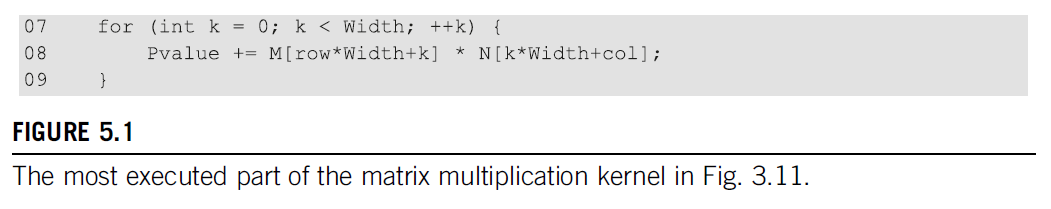 07 for (int k = 0; k < Width; ++k) {
08 Pvalue += M[row*Width+k] * N[k*Width+col];
09 }
FIGURE 5.1
The most executed part of the matrix multiplication kernel in Fig. 3.11.